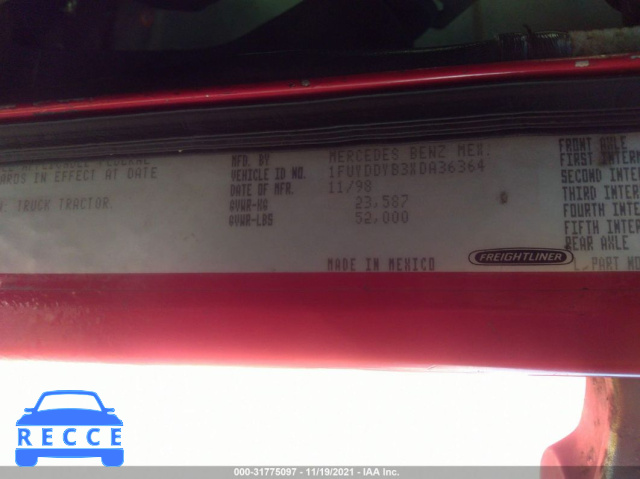 FEDERAL
ARDS IN EFFECT AT DATE
TRUCK TRACTOR.
MFD. BY MERCEDES BENZ MEX.
VEHICLE ID NO.
DATE OF MFR. 11/98
GVWR-KG 23,587
GVWR-LBS 52,000
MADE IN MEXICO
FREIGHTLINER
FRONT AXLE
FIRST INTERM
SECOND INTER
THIRD INTER
FOURTH INTE
FIFTH INTER
REAR AXLE
PART NO
RECCE
000-31775097 - 11/19/2021 - IAA Inc.